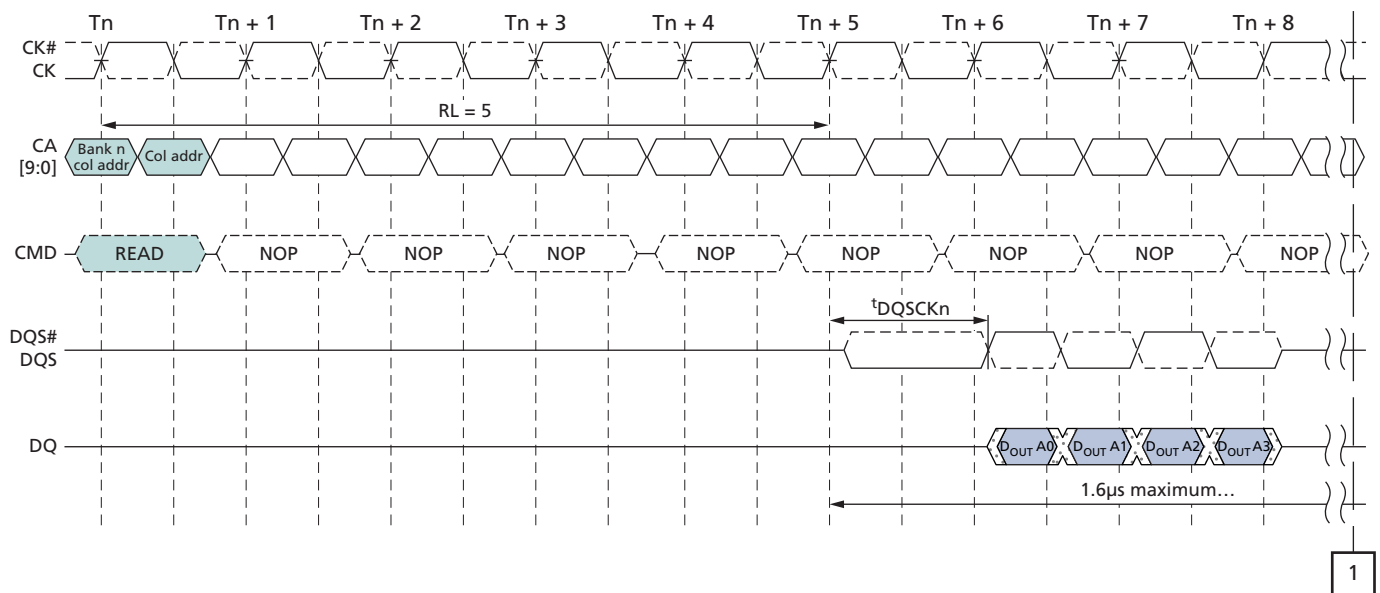 Tn Tn + 1 Tn + 2 Tn + 3 Tn + 4 Tn + 5 Tn + 6 Tn + 7 Tn + 8
CK#
CK
RL = 5
CA
[9:0]
Bank n
col addr
Col addr
CMD READ NOP NOP NOP NOP NOP NOP NOP NOP
tDQSCKn
DQS#
DQS
DQ DOUT A0 DOUT A1 DOUT A2 DOUT A3
1.6µs maximum…
1